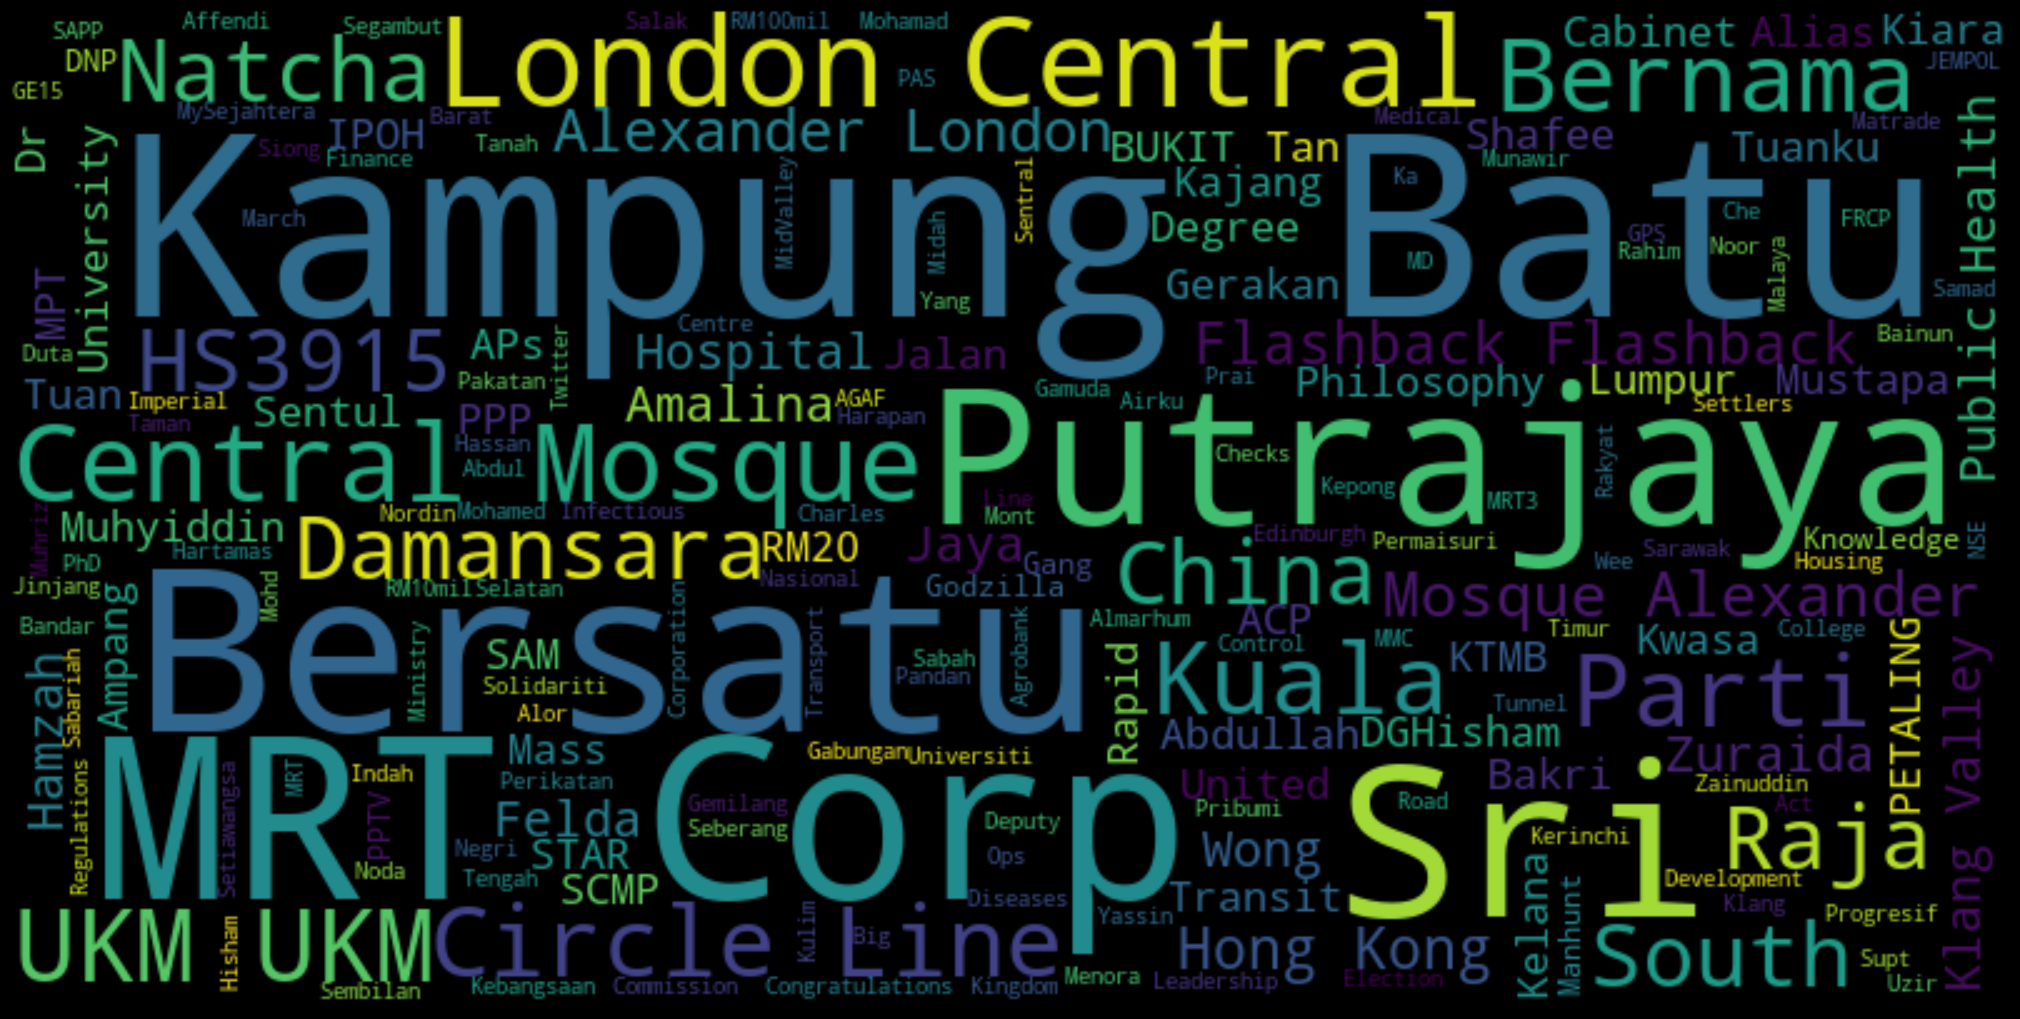 SAPP
Affendi
Segambut
Salak
RM100mil
Mohamad
DNP
GE15
Natcha
London Central
PAS
Cabinet
Alias
Kiara
Bernama
JEMPOL
MySejahtera
Barat
IPOH
Siong
Finance
Tanah
Alexander London
BUKIT
Tan
Medical
Shafee
Munawir
Matrade
Tuanku
Dr
University
Kampung Batu
March
MidValley
Midah
Sentral
Yang
Kajang
Degree
Gerakan
Ka
MD
Che
GPS
Rahim
Noor
Malaya
FRCP
Samad
Public Health
MPT
Duta
HS3915
APs
Pakatan
Twitter
Centre
Hospital
Jalan
Flashback Flashback
Bainun
Tuan
Imperial
Taman
Sentul
PPP
Hassan
Abdul
Amalina
AGAF
Harapan
Gamuda
Airku
Prai
Philosophy
Lumpur
Settlers
Mustapa
Central Mosque
Putrajaya
Checks
Kepong
MRT3
Rakyat
Line
Mont
Muhriz
Muhyiddin
Nordin
Mohamed
Infectious
Charles
PhD
Hartamas
Damansara
RM20
Nasional
Jaya
Gang
Godzilla
Edinburgh
Permaisuri
China
Wee
Sarawak
Knowledge
Housing
NSE
Jinjang
Bandar
Ampang
Mohd
RM10mil
Selatan
Bersatu
Ministry
SAM
Solidariti
Alor
Corporation
Transport
Sabah
Pandan
Agrobank
Almarhum
ACP
Mosque Alexander
Control
MMC
Timur
Kwasa
College
Hamzah
Sabariah
Rapid
Kuala
KTMB
Tunnel
Parti
PETALING
Klang Valley
Abdullah
DGHisham
Zuraida
MRT Corp
MRT
Regulations
Setiawangsa
Indah
PPTV
Noda
Mass
Perikatan
Gabungan
Universiti
Felda
Negri
STAR
Tengah
SCMP
Gemilang
Seberang
Deputy
Ops
Diseases
United
Pribumi
Sri
Road
Bakri
Zainuddin
Act
Kerinchi
Raja
Wong
Transit
Yassin
Development
Klang
Progresif
Kelana
Manhunt
UKM UKM
Hisham
Sembilan
Circle Line
Kulim
Big
Kebangsaan
Commission
Congratulations
Kingdom
Menora
Hong Kong
Leadership
Election
South
Supt
Uzir